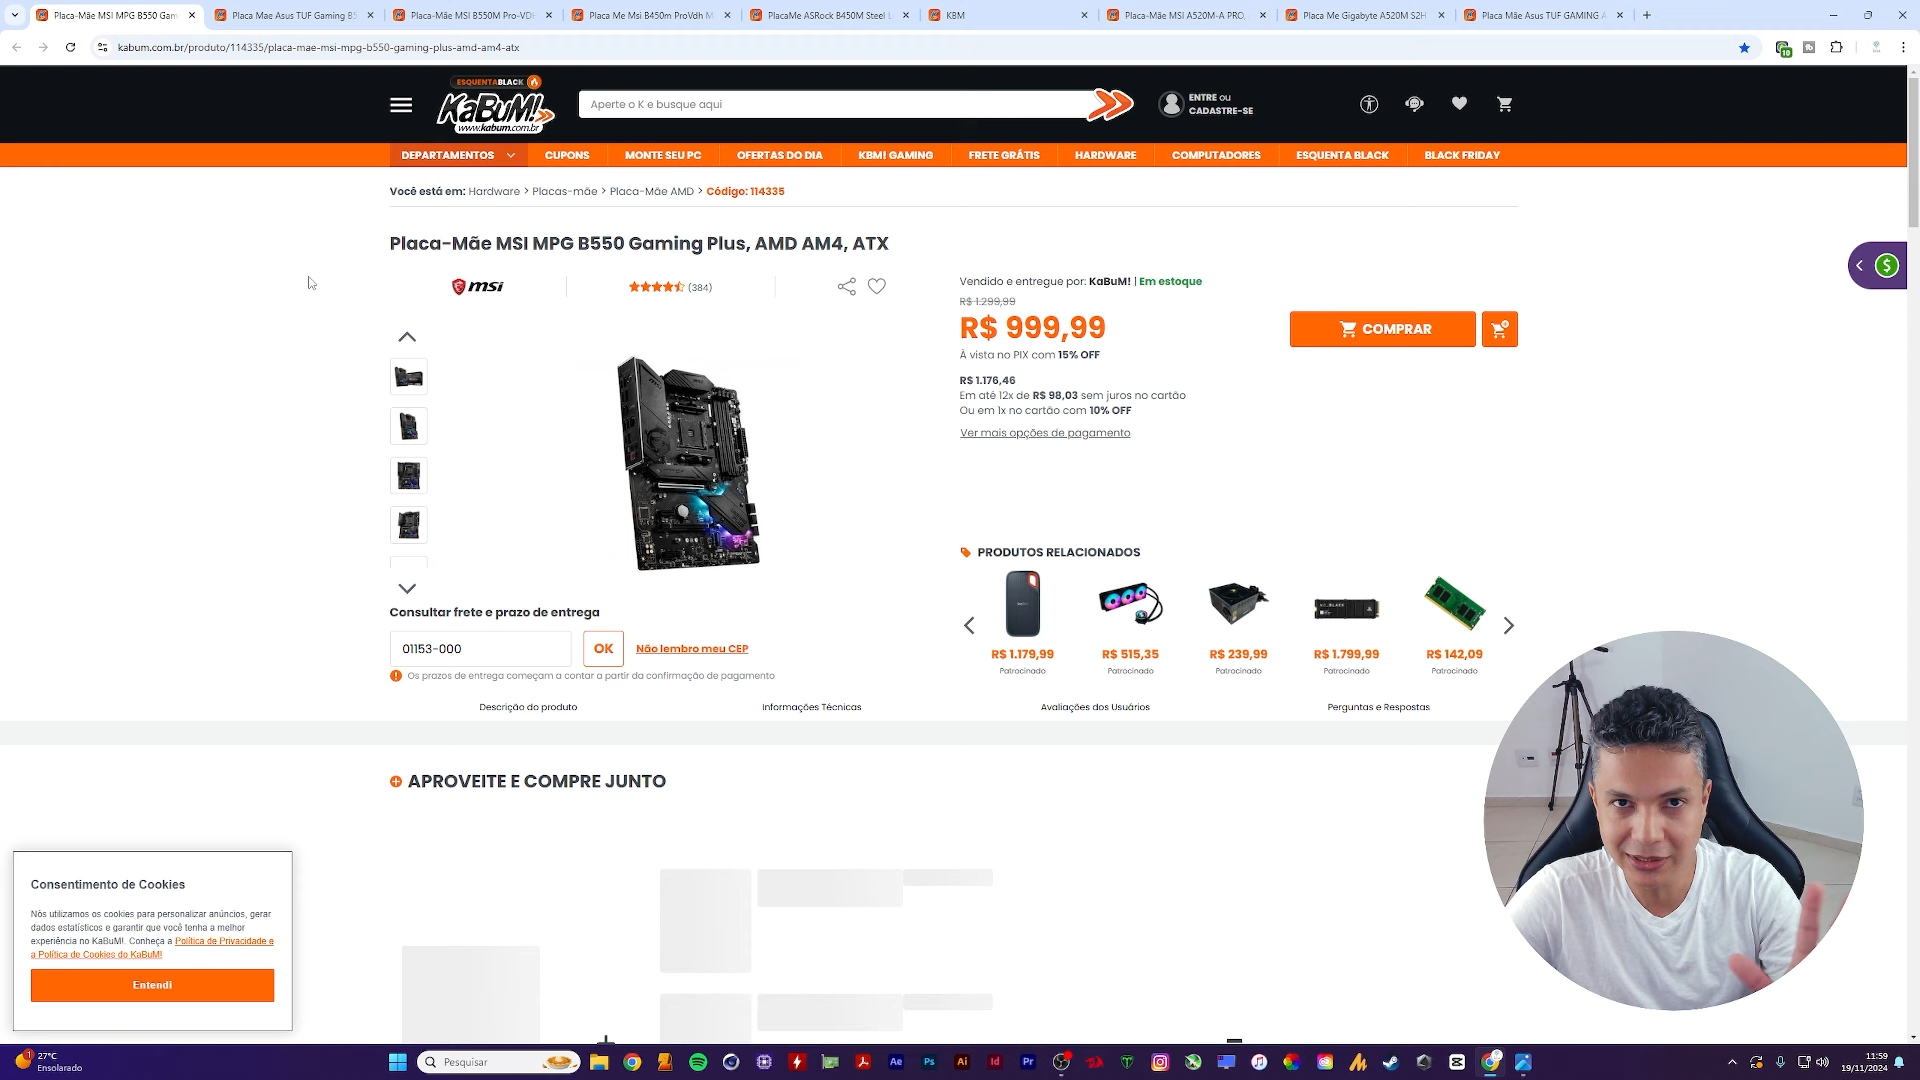 Placa-Mãe MSI MPG B550 Gam
Placa Mae Asus TUF Gaming B5
Placa-Mãe MSI B550M Pro-VDH
Placa Me Msi B450m ProVdh M
PlacaMe ASRock B450M Steel L
KBM
Placa-Mãe MSI A520M-A PRO,
Placa Me Gigabyte A520M S2H
Placa Mãe Asus TUF GAMING A
kabum.com.br/produto/114335/placa-mae-msi-mpg-b550-gaming-plus-amd-am4-atx
10
ESQUENTABLACK
KaBuM!
www.kabum.com.br
Aperte o K e busque aqui
ENTRE ou
CADASTRE-SE
DEPARTAMENTOS
CUPONS
MONTE SEU PC
OFERTAS DO DIA
KBM! GAMING
FRETE GRÁTIS
HARDWARE
COMPUTADORES
ESQUENTA BLACK
BLACK FRIDAY
Você está em: Hardware > Placas-mãe > Placa-Mãe AMD > Código: 114335
Placa-Mãe MSI MPG B550 Gaming Plus, AMD AM4, ATX
msi
(384)
Vendido e entregue por: KaBuM! | Em estoque
R$ 1.299,99
R$ 999,99
COMPRAR
À vista no PIX com 15% OFF
R$ 1.176,46
Em até 12x de R$ 98,03 sem juros no cartão
Ou em 1x no cartão com 10% OFF
Ver mais opções de pagamento
PRODUTOS RELACIONADOS
R$ 1.179,99
R$ 515,35
R$ 239,99
R$ 1.799,99
R$ 142,09
Patrocinado
Patrocinado
Patrocinado
Patrocinado
Patrocinado
Consultar frete e prazo de entrega
01153-000
OK
Não lembro meu CEP
Os prazos de entrega começam a contar a partir da confirmação de pagamento
Descrição do produto
Informações Técnicas
Avaliações dos Usuários
Perguntas e Respostas
APROVEITE E COMPRE JUNTO
Consentimento de Cookies
Nós utilizamos os cookies para personalizar anúncios, gerar
dados estatísticos e garantir que você tenha a melhor
experiência no KaBuM!. Conheça a Política de Privacidade e
a Política de Cookies do KaBuM!
Entendi
1
27°C
Ensolarado
Pesquisar
Ae
Ps
Ai
Id
Pr
11:59
19/11/2024